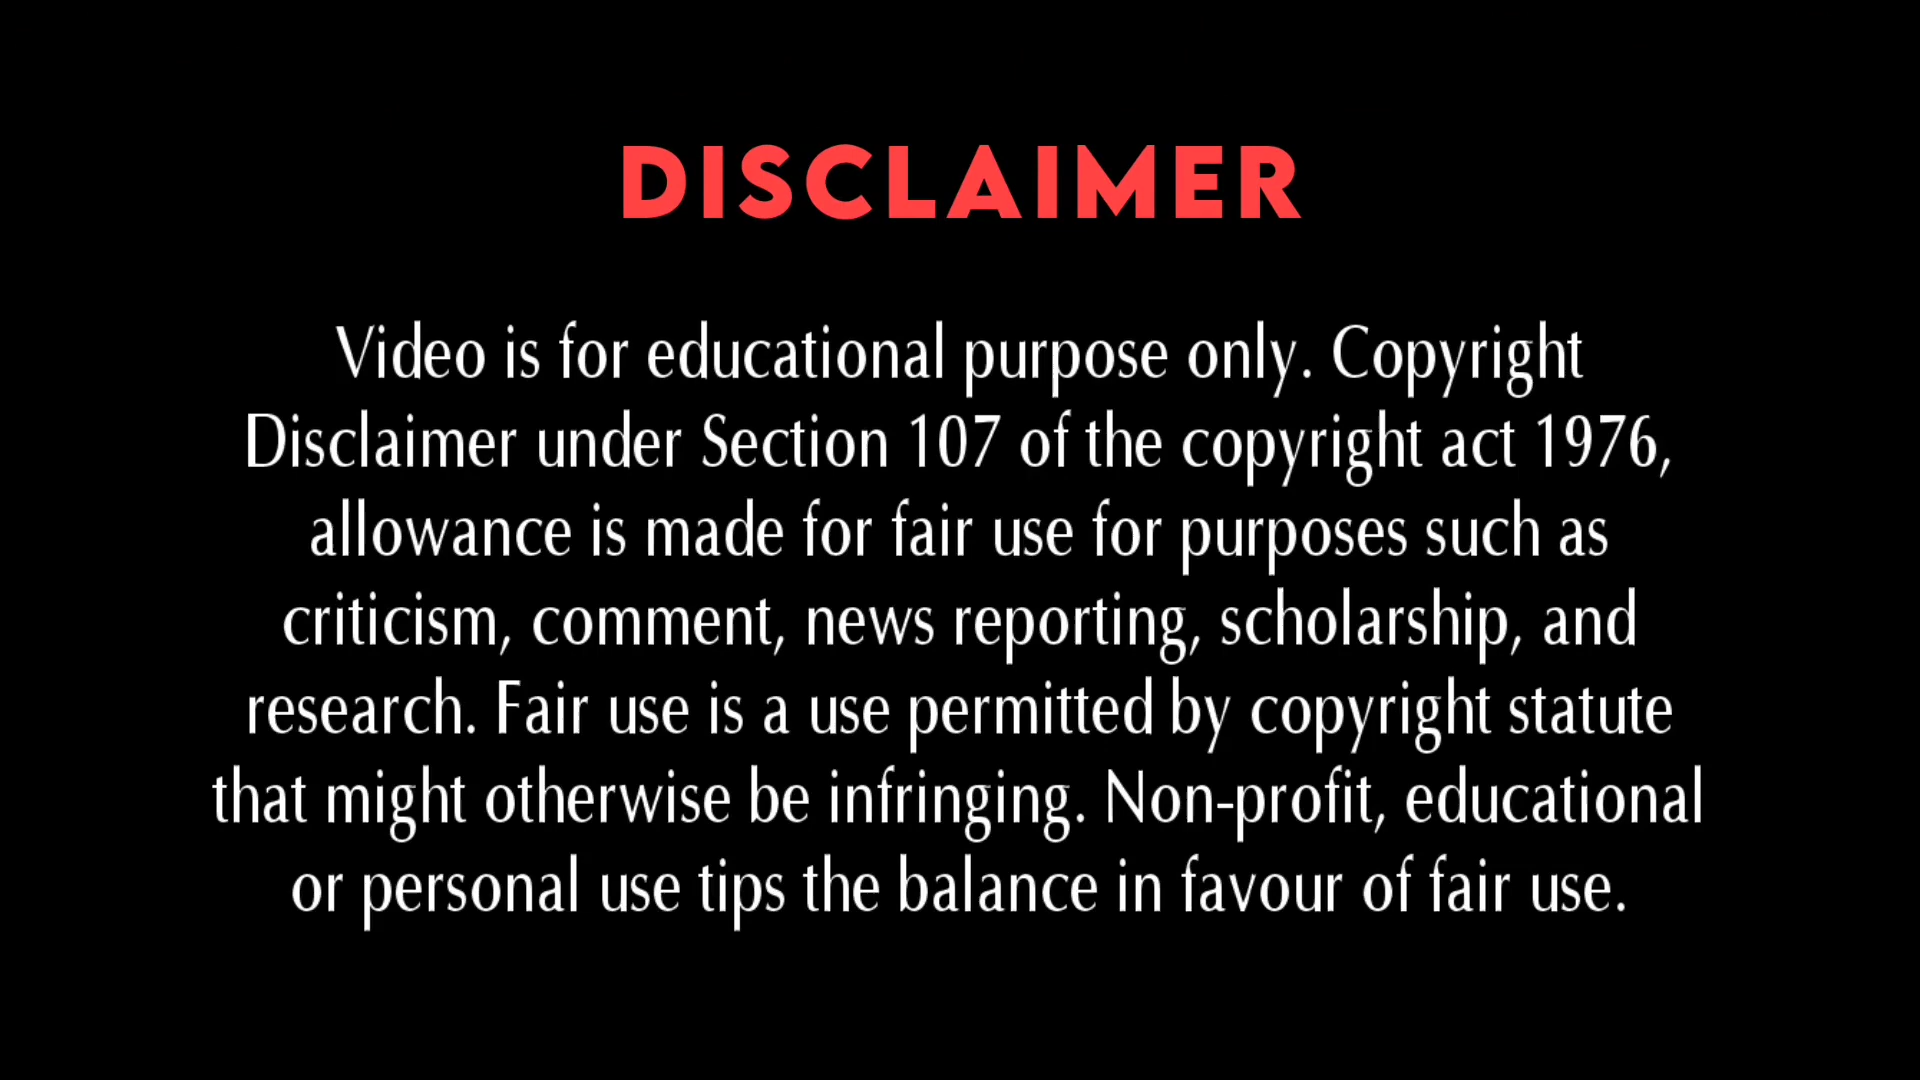 DISCLAIMER
Video is for educational purpose only. Copyright
Disclaimer under Section 107 of the copyright act 1976,
allowance is made for fair use for purposes such as
criticism, comment, news reporting, scholarship, and
research. Fair use is a use permitted by copyright statute
that might otherwise be infringing. Non-profit, educational
or personal use tips the balance in favour of fair use.